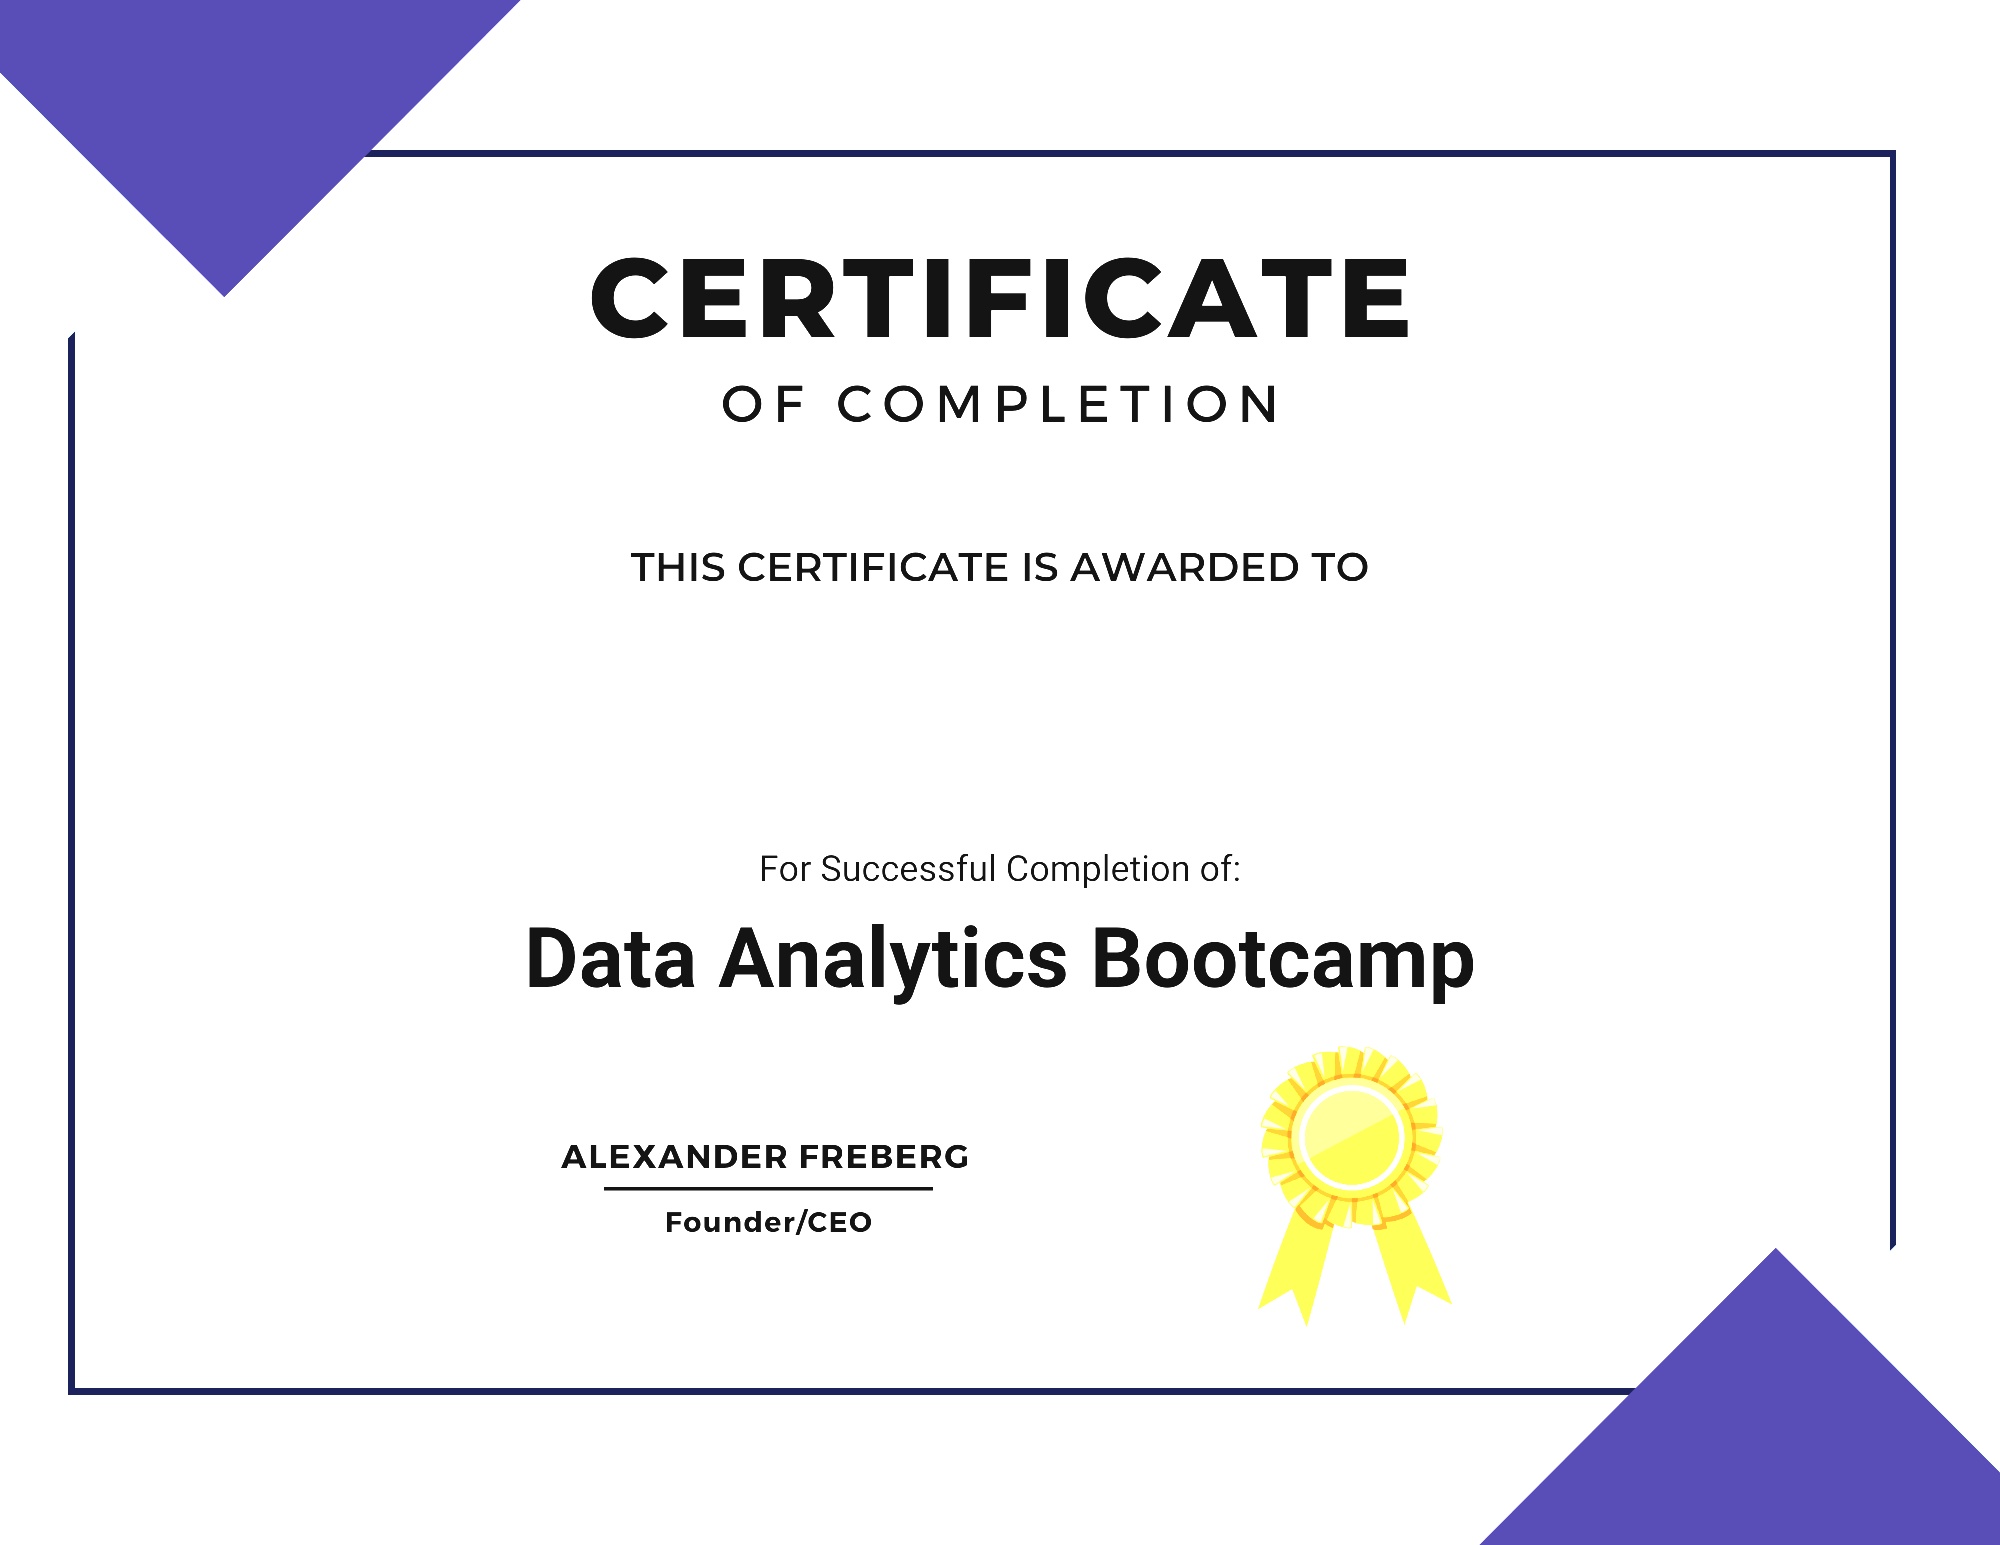 CERTIFICATE
OF COMPLETION
THIS CERTIFICATE IS AWARDED TO
For Successful Completion of:
Data Analytics Bootcamp
ALEXANDER FREBERG
Founder/CEO